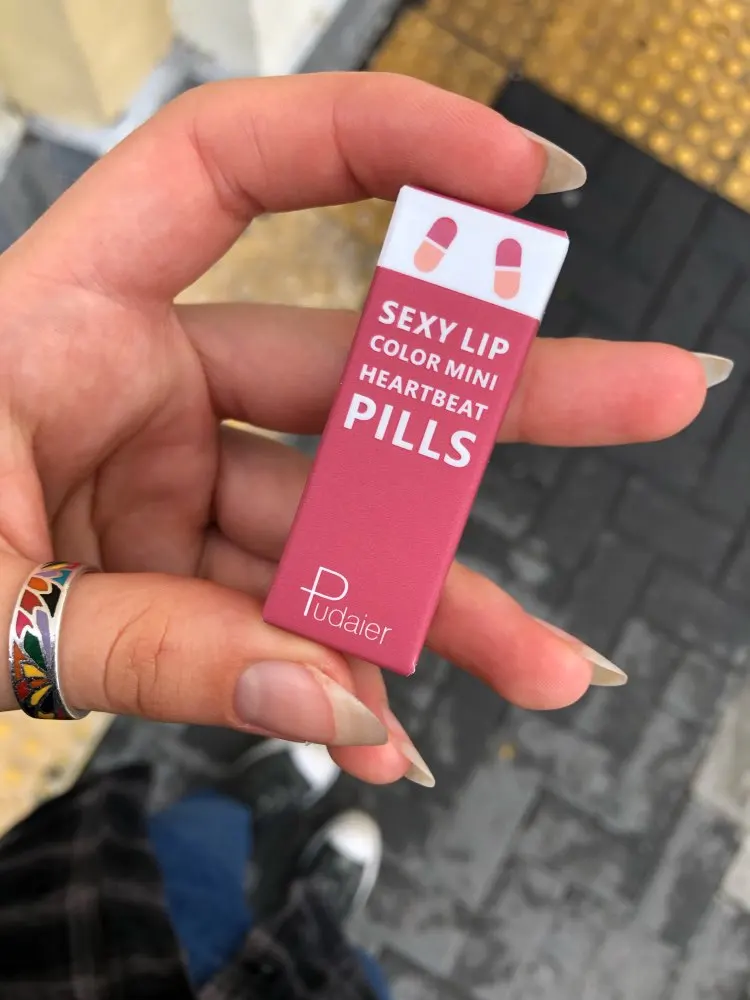 SEXY LIP
COLOR MINI
HEARTBEAT
PILLS
Pudaier